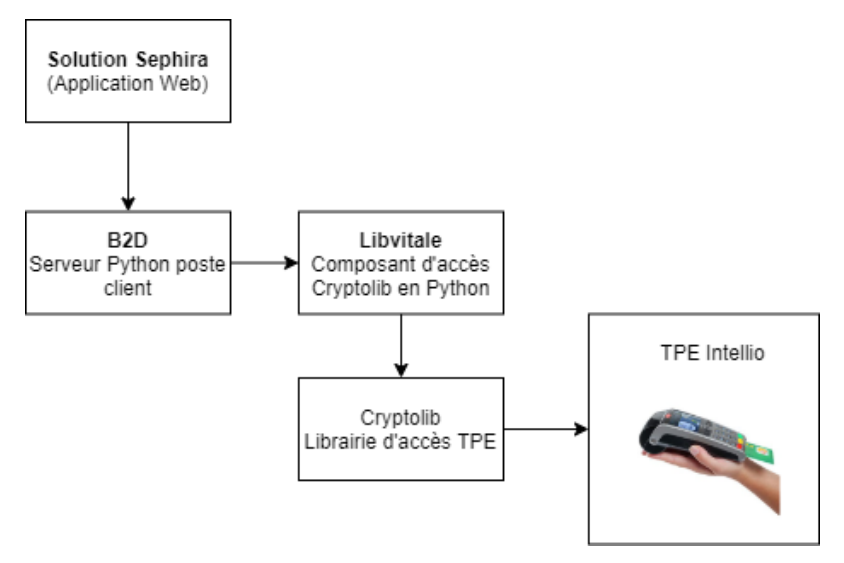 Solution Sephira
(Application Web)
B2D
Serveur Python poste
client
Libvitale
Composant d'accès
Cryptolib en Python
TPE Intellio
Cryptolib
Librairie d'accès TPE